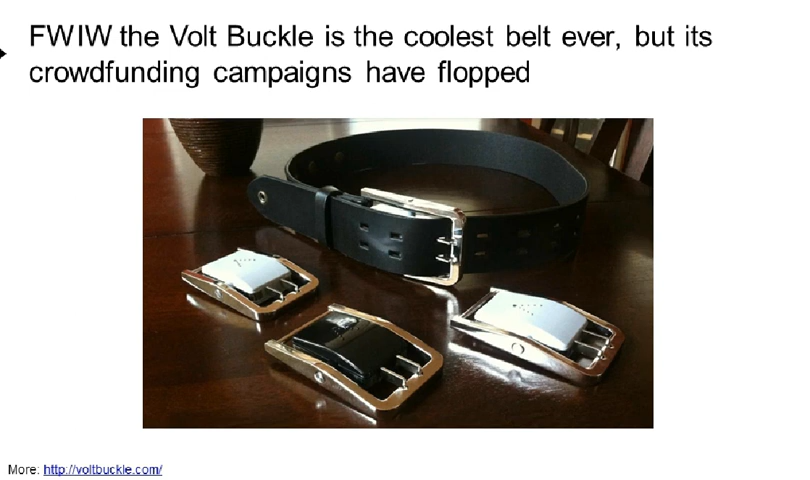 FWIW the Volt Buckle is the coolest belt ever, but its
crowdfunding campaigns have flopped
More: http://voltbuckle.com/